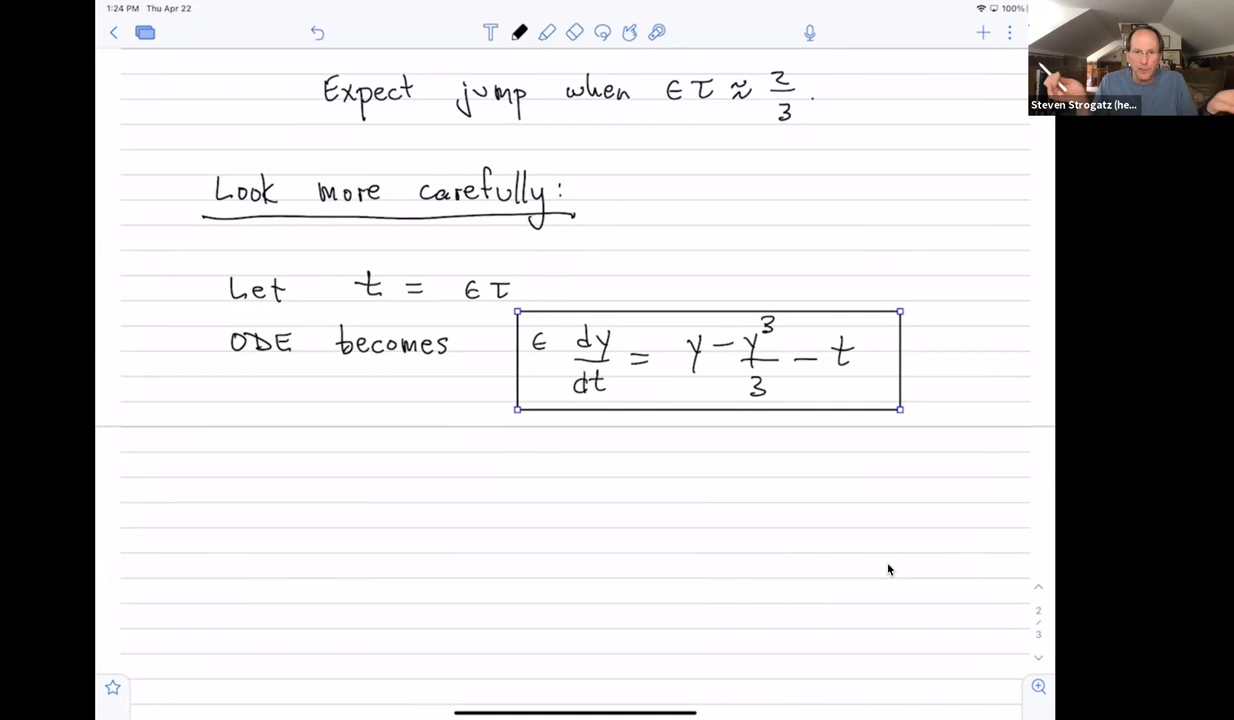 1:24 PM Thu Apr 22
100%
Steven Strogatz (he...
Expect jump when ϵτ ≈ 2/3.
Look more carefully:
Let t = ϵτ
ODE becomes ϵ dy/dt = y − y³/3 − t
2
/
3